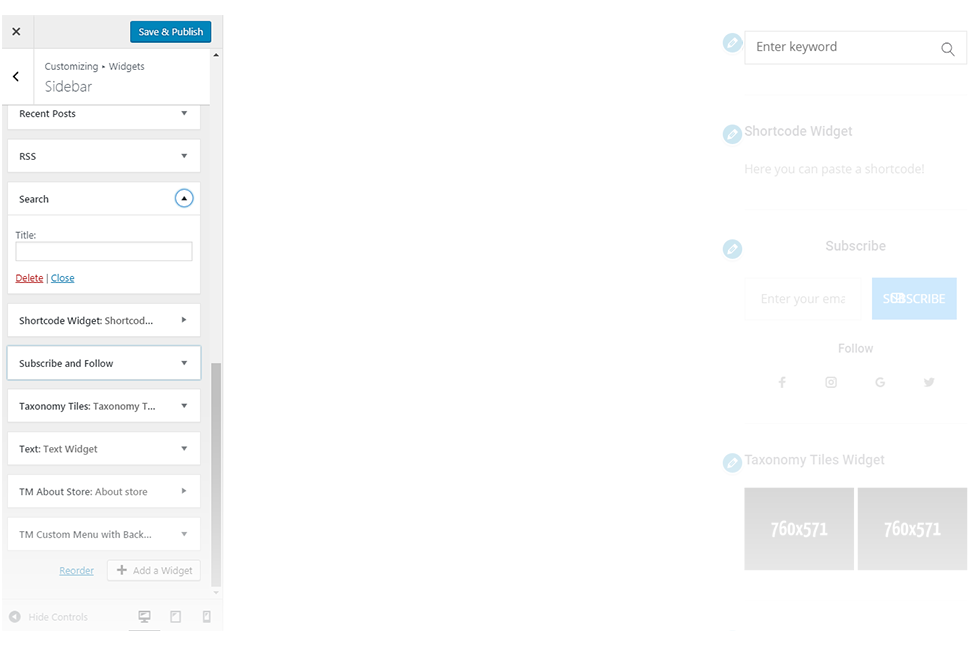 Save & Publish
Customizing • Widgets
Sidebar
Recent Posts
RSS
Search
Title:
Delete | Close
Shortcode Widget: Shortcod...
Subscribe and Follow
Taxonomy Tiles: Taxonomy T...
Text: Text Widget
TM About Store: About store
TM Custom Menu with Back...
Reorder
Add a Widget
Hide Controls
Enter keyword
Shortcode Widget
Here you can paste a shortcode!
Subscribe
Enter your ema
SUBSCRIBE
Follow
Taxonomy Tiles Widget
760x571
760x571